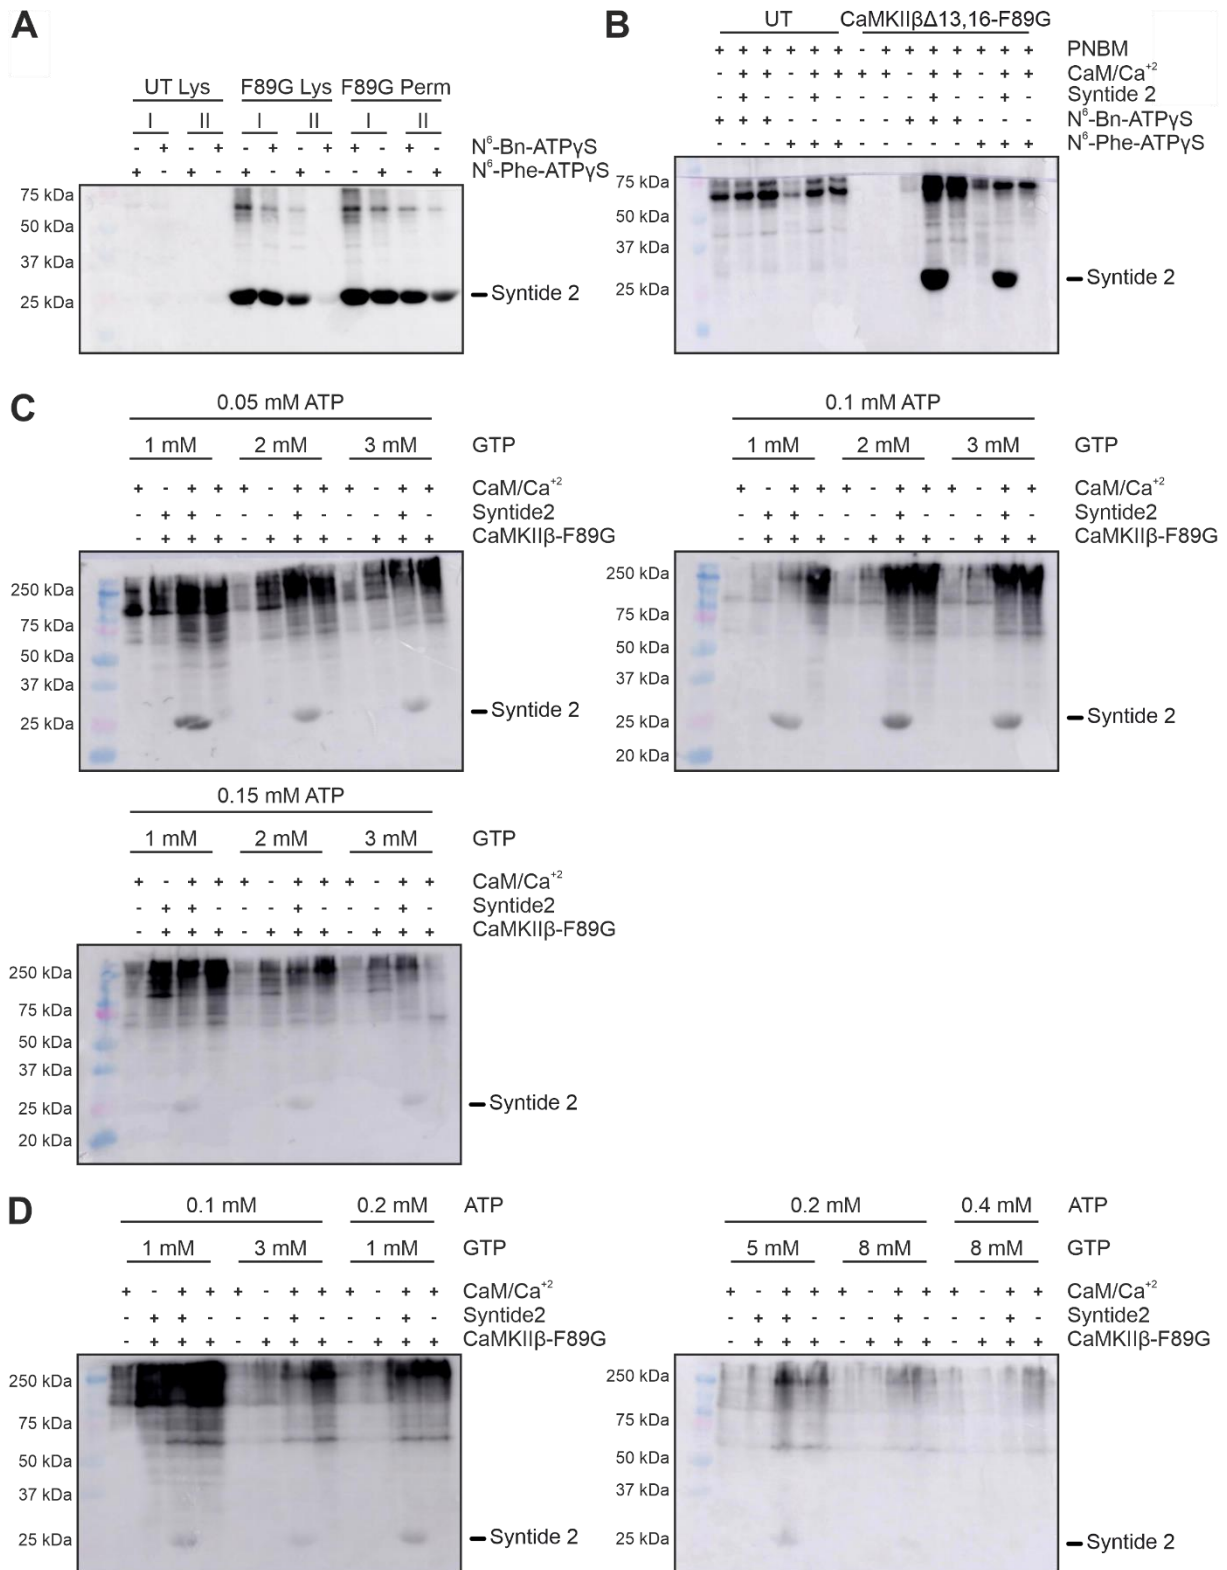 A
UT Lys F89G Lys F89G Perm
I II I II I II
- + - + - + - + + - + - N⁶-Bn-ATPγS
+ - + - + - + - - + - + N⁶-Phe-ATPγS
75 kDa
50 kDa
37 kDa
25 kDa
Syntide 2
B
UT CaMKIIβΔ13,16-F89G
+ + + + + + - + + + + + + + PNBM
- + + - + + + + - + + - + + CaM/Ca⁺²
- + - - + - - - - + - - + - Syntide 2
+ + + - - - - - + + + - - - N⁶-Bn-ATPγS
- - - + + + - - - - - + + + N⁶-Phe-ATPγS
75 kDa
50 kDa
37 kDa
25 kDa
Syntide 2
C
0.05 mM ATP
1 mM 2 mM 3 mM GTP
+ - + + + - + + + - + + CaM/Ca⁺²
- + + - - - + - - - + - Syntide2
- + + + - + + + - + + + CaMKIIβ-F89G
250 kDa
75 kDa
50 kDa
37 kDa
25 kDa
Syntide 2
0.1 mM ATP
1 mM 2 mM 3 mM GTP
+ - + + + - + + + - + + CaM/Ca⁺²
- + + - - - + - - - + - Syntide2
- + + + - + + + - + + + CaMKIIβ-F89G
250 kDa
75 kDa
50 kDa
37 kDa
25 kDa
20 kDa
Syntide 2
0.15 mM ATP
1 mM 2 mM 3 mM GTP
+ - + + + - + + + - + + CaM/Ca⁺²
- + + - - - + - - - + - Syntide2
- + + + - + + + - + + + CaMKIIβ-F89G
250 kDa
75 kDa
50 kDa
37 kDa
25 kDa
20 kDa
Syntide 2
D
0.1 mM 0.2 mM ATP
1 mM 3 mM 1 mM GTP
+ - + + + - + + + - + + CaM/Ca⁺²
- + + - - - + - - - + - Syntide2
- + + + - + + + - + + + CaMKIIβ-F89G
250 kDa
75 kDa
50 kDa
37 kDa
25 kDa
Syntide 2
0.2 mM 0.4 mM ATP
5 mM 8 mM 8 mM GTP
+ - + + + - + + + - + + CaM/Ca⁺²
- + + - - - + - - - + - Syntide2
- + + + - + + + - + + + CaMKIIβ-F89G
250 kDa
75 kDa
50 kDa
37 kDa
25 kDa
Syntide 2